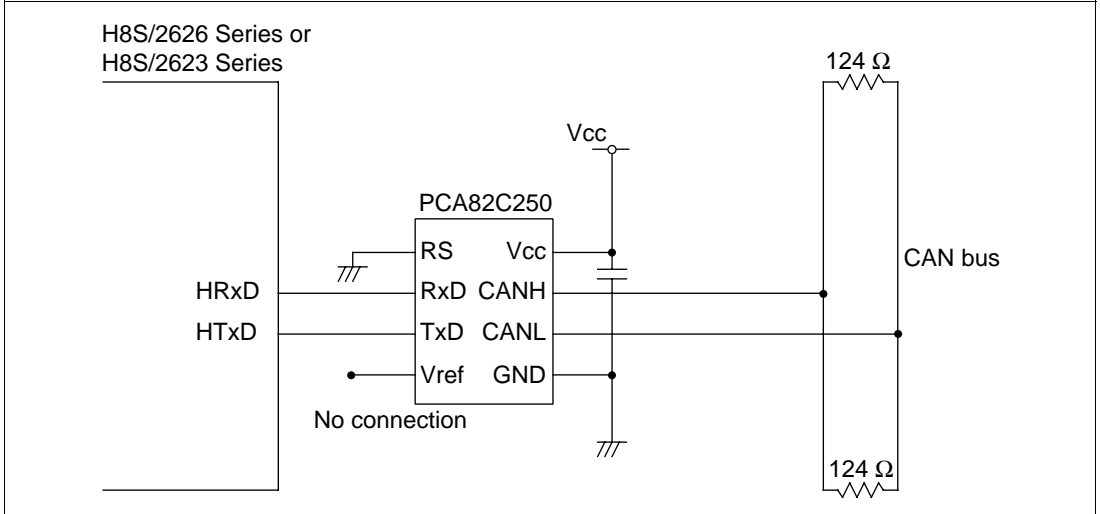 H8S/2626 Series or
H8S/2623 Series
124 Ω
Vcc
PCA82C250
RS Vcc
CAN bus
HRxD RxD CANH
HTxD TxD CANL
Vref GND
No connection
124 Ω